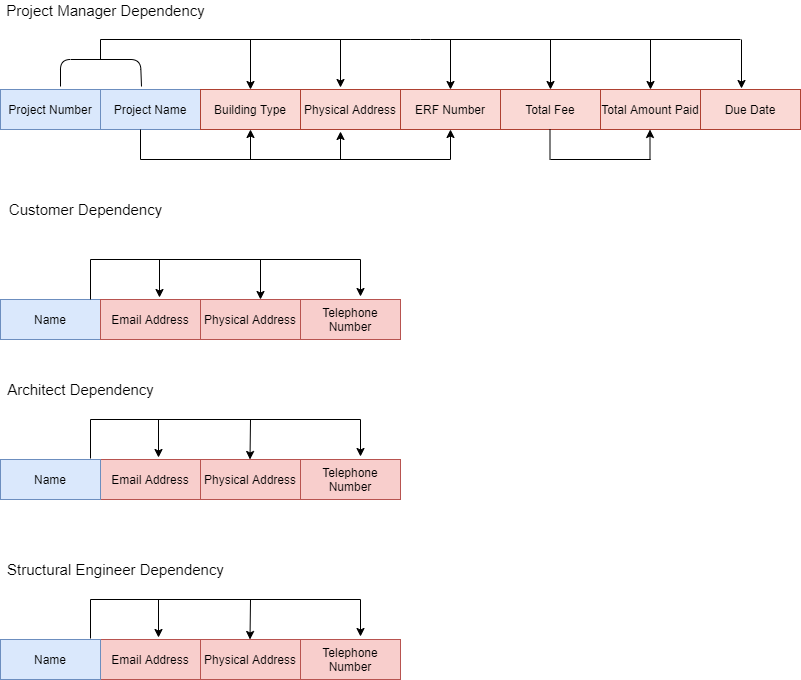 Project Manager Dependency
Project Number Project Name Building Type Physical Address ERF Number Total Fee Total Amount Paid Due Date
Customer Dependency
Name Email Address Physical Address Telephone
Number
Architect Dependency
Name Email Address Physical Address Telephone
Number
Structural Engineer Dependency
Name Email Address Physical Address Telephone
Number